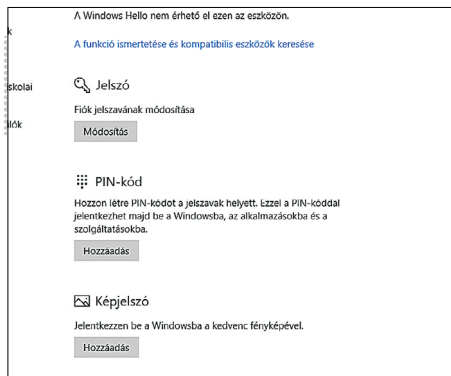 A Windows Hello nem érhető el ezen az eszközön.
k
A funkció ismertetése és kompatibilis eszközök keresése
skolai
Jelszó
Fiók jelszavának módosítása
Módosítás
PIN-kód
Hozzon létre PIN-kódot a jelszavak helyett. Ezzel a PIN-kóddal
jelentkezhet majd be a Windowsba, az alkalmazásokba és a
szolgáltatásokba.
Hozzáadás
Képjelszó
Jelentkezzen be a Windowsba a kedvenc fényképével.
Hozzáadás